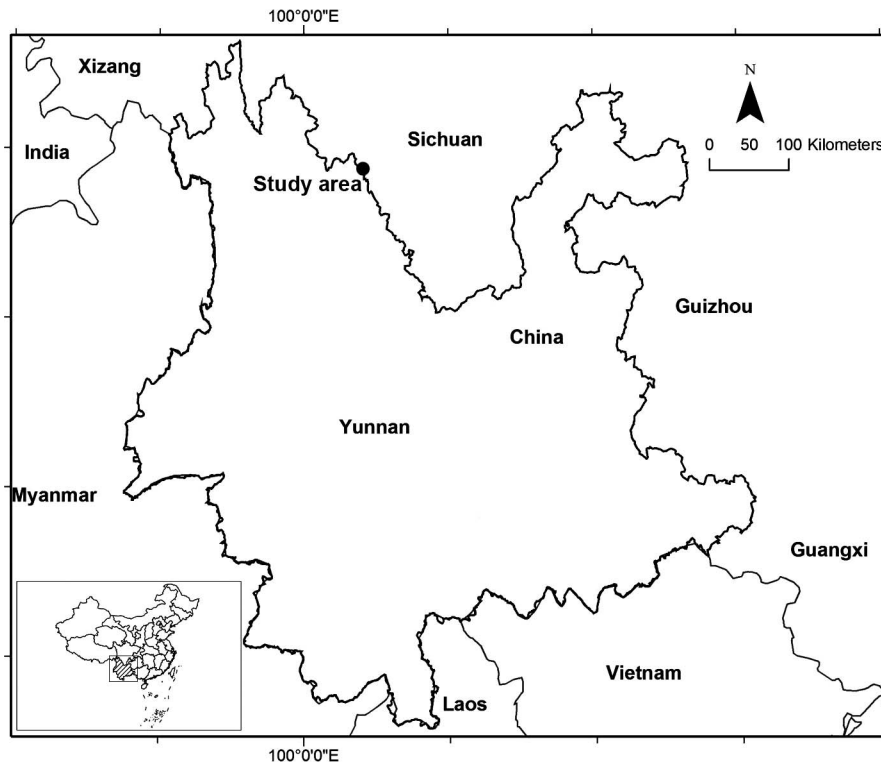 100°0'0"E
Xizang
N
Sichuan
0 50 100 Kilometers
India
Study area
Guizhou
China
Yunnan
Myanmar
Guangxi
Vietnam
Laos
100°0'0"E